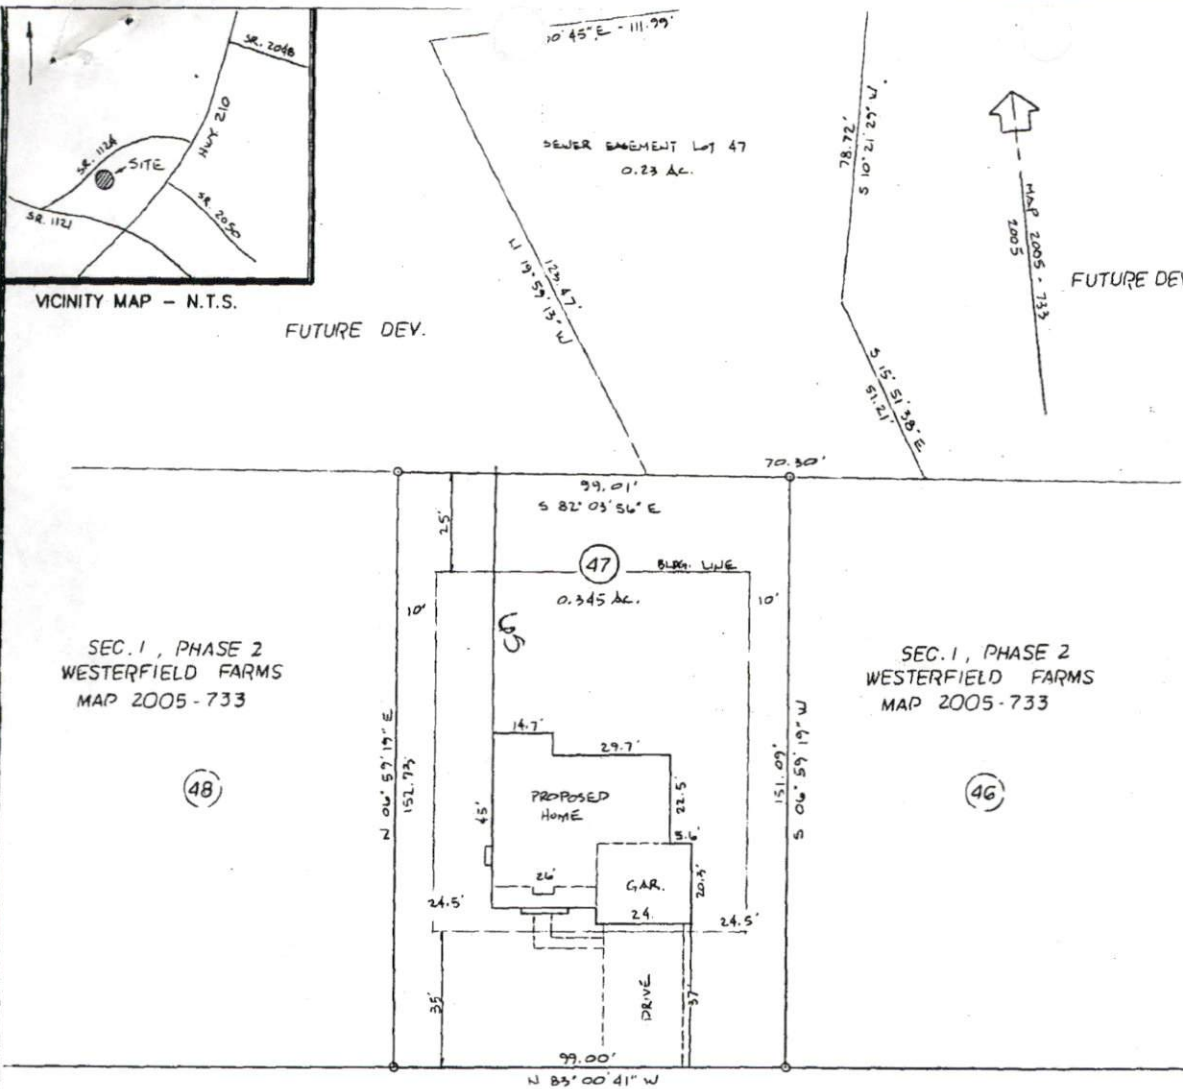 SR. 2048
HWY 210
SR. 1124
SITE
SR. 2050
SR. 1121
VICINITY MAP - N.T.S.
10' 45" E - 111.99'
SEWER EASEMENT LOT 47
0.23 AC.
78.72'
S 10° 21' 29" W
MAP 2005 - 733
2005
FUTURE DEV
FUTURE DEV.
123.47'
N 19° 59' 13" W
S 15° 51' 38" E
51.21'
70.30'
99.01'
S 82° 03' 56" E
25'
47
BLDG. LINE
0.345 AC.
10'
10'
65
SEC. 1, PHASE 2
WESTERFIELD FARMS
MAP 2005-733
48
SEC. 1, PHASE 2
WESTERFIELD FARMS
MAP 2005-733
46
N 06° 59' 19" E
152.73'
151.09'
S 06° 59' 19" W
14.7'
29.7'
PROPOSED
HOME
22.5'
45'
5.6'
26'
GAR.
20.3'
24.5'
24
24.5'
35'
DRIVE
37'
99.00'
N 83° 00' 41" W